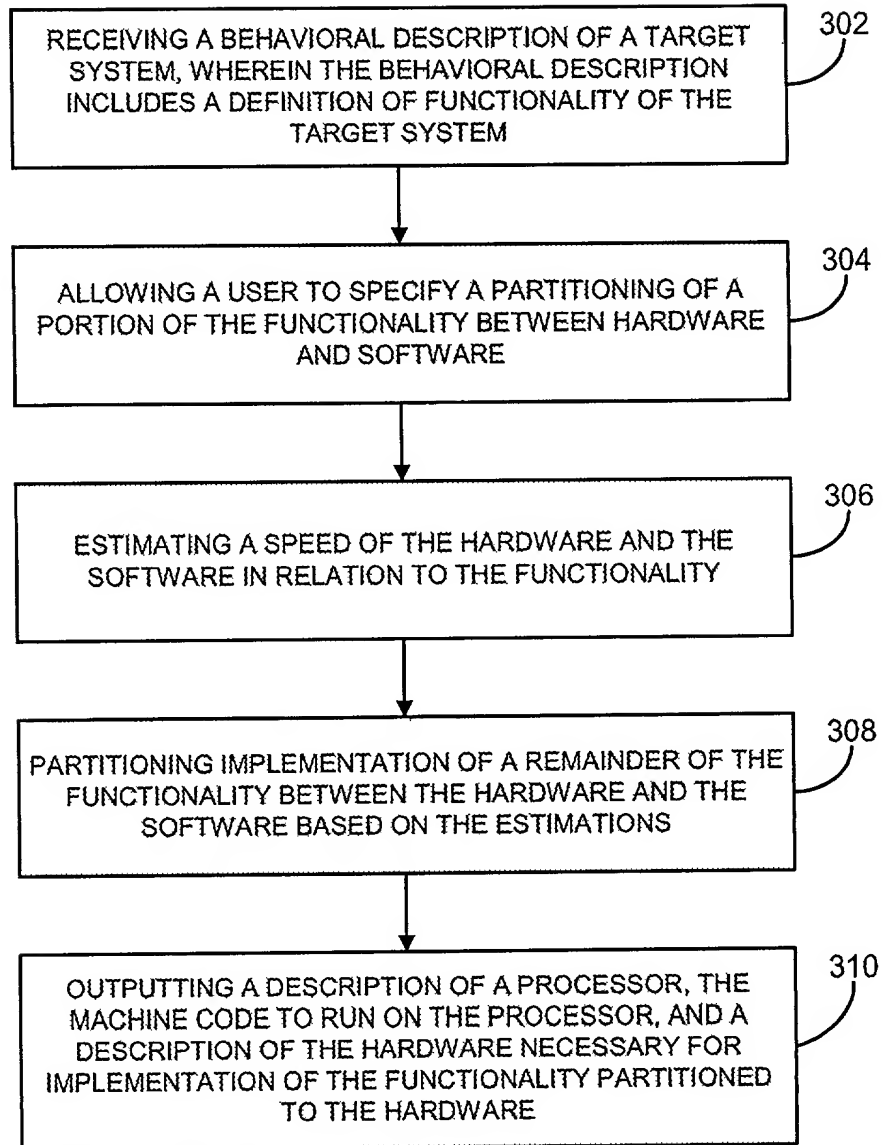 RECEIVING A BEHAVIORAL DESCRIPTION OF A TARGET
SYSTEM, WHEREIN THE BEHAVIORAL DESCRIPTION
INCLUDES A DEFINITION OF FUNCTIONALITY OF THE
TARGET SYSTEM
302
ALLOWING A USER TO SPECIFY A PARTITIONING OF A
PORTION OF THE FUNCTIONALITY BETWEEN HARDWARE
AND SOFTWARE
304
ESTIMATING A SPEED OF THE HARDWARE AND THE
SOFTWARE IN RELATION TO THE FUNCTIONALITY
306
PARTITIONING IMPLEMENTATION OF A REMAINDER OF THE
FUNCTIONALITY BETWEEN THE HARDWARE AND THE
SOFTWARE BASED ON THE ESTIMATIONS
308
OUTPUTTING A DESCRIPTION OF A PROCESSOR, THE
MACHINE CODE TO RUN ON THE PROCESSOR, AND A
DESCRIPTION OF THE HARDWARE NECESSARY FOR
IMPLEMENTATION OF THE FUNCTIONALITY PARTITIONED
TO THE HARDWARE
310